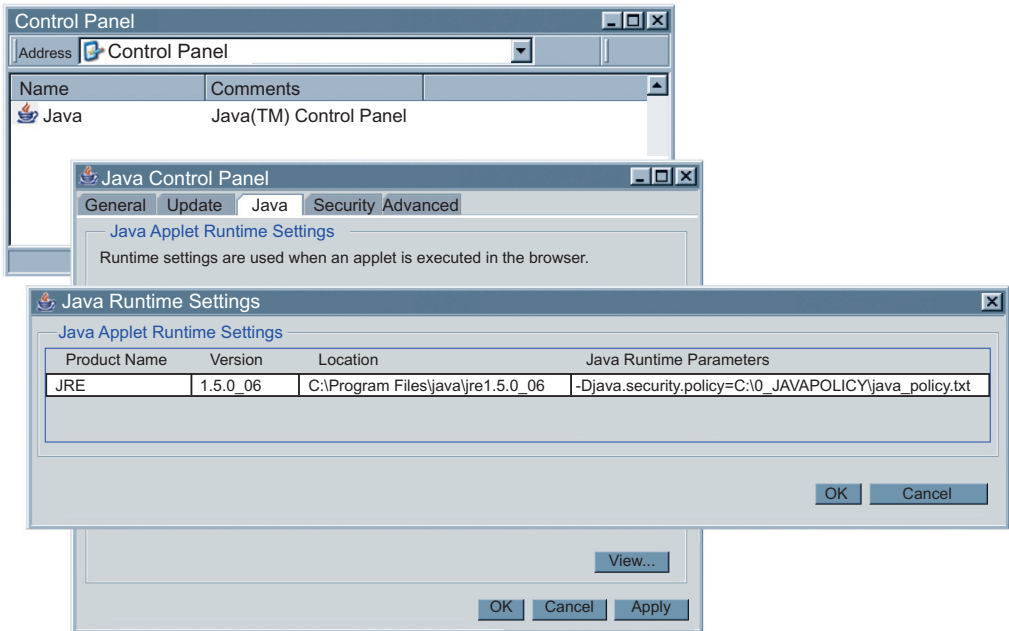 Control Panel
Address Control Panel
Name Comments
Java Java(TM) Control Panel
Java Control Panel
General Update Java Security Advanced
Java Applet Runtime Settings
Runtime settings are used when an applet is executed in the browser.
Java Runtime Settings
Java Applet Runtime Settings
Product Name Version Location Java Runtime Parameters
JRE 1.5.0_06 C:\Program Files\java\jre1.5.0_06 -Djava.security.policy=C:\0_JAVAPOLICY\java_policy.txt
OK Cancel
View...
OK Cancel Apply